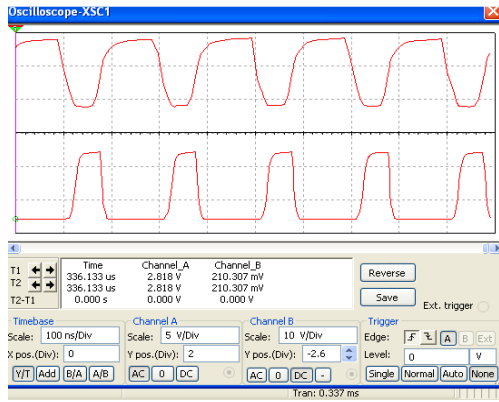 Oscilloscope-XSC1
Time Channel_A Channel_B
T1 336.133 us 2.818 V 210.307 mV
T2 336.133 us 2.818 V 210.307 mV
T2-T1 0.000 s 0.000 V 0.000 V
Reverse
Save
Ext. trigger
Timebase Channel A Channel B Trigger
Scale: 100 ns/Div Scale: 5 V/Div Scale: 10 V/Div Edge: A B Ext
X pos.(Div): 0 Y pos.(Div): 2 Y pos.(Div): -2.6 Level: 0 V
Y/T Add B/A A/B AC 0 DC AC 0 DC - Single Normal Auto None
Tran: 0.337 ms